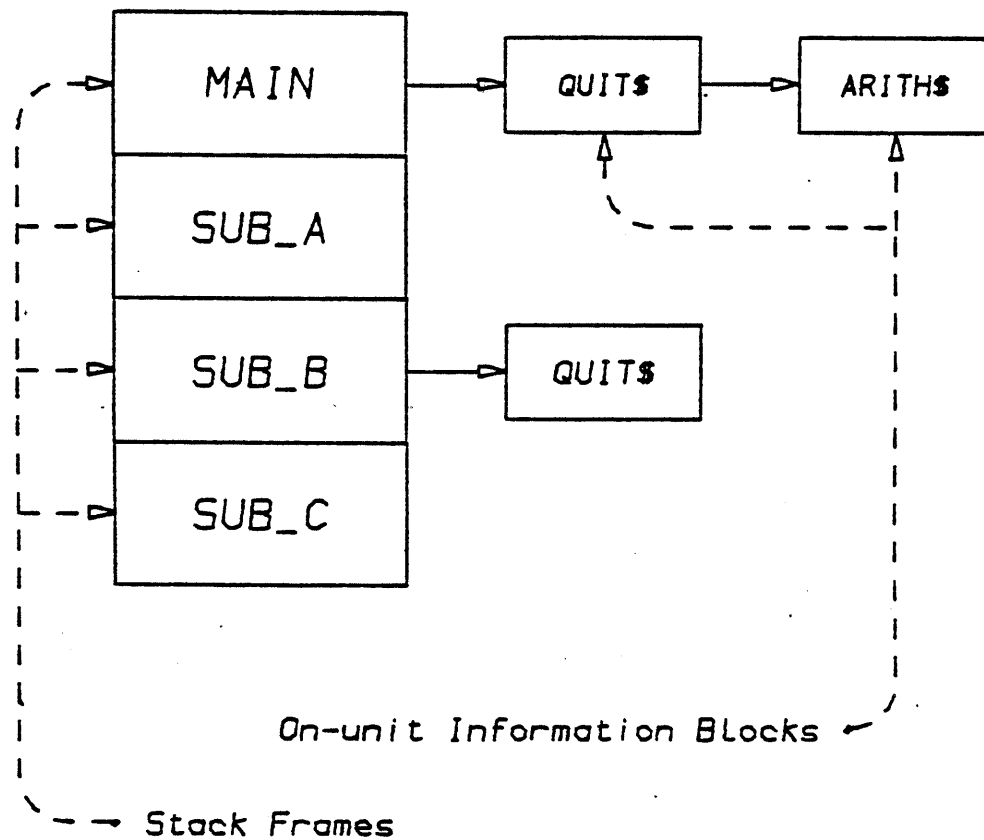 MAIN
QUIT$
ARITH$
SUB_A
SUB_B
QUIT$
SUB_C
On-unit Information Blocks
Stack Frames